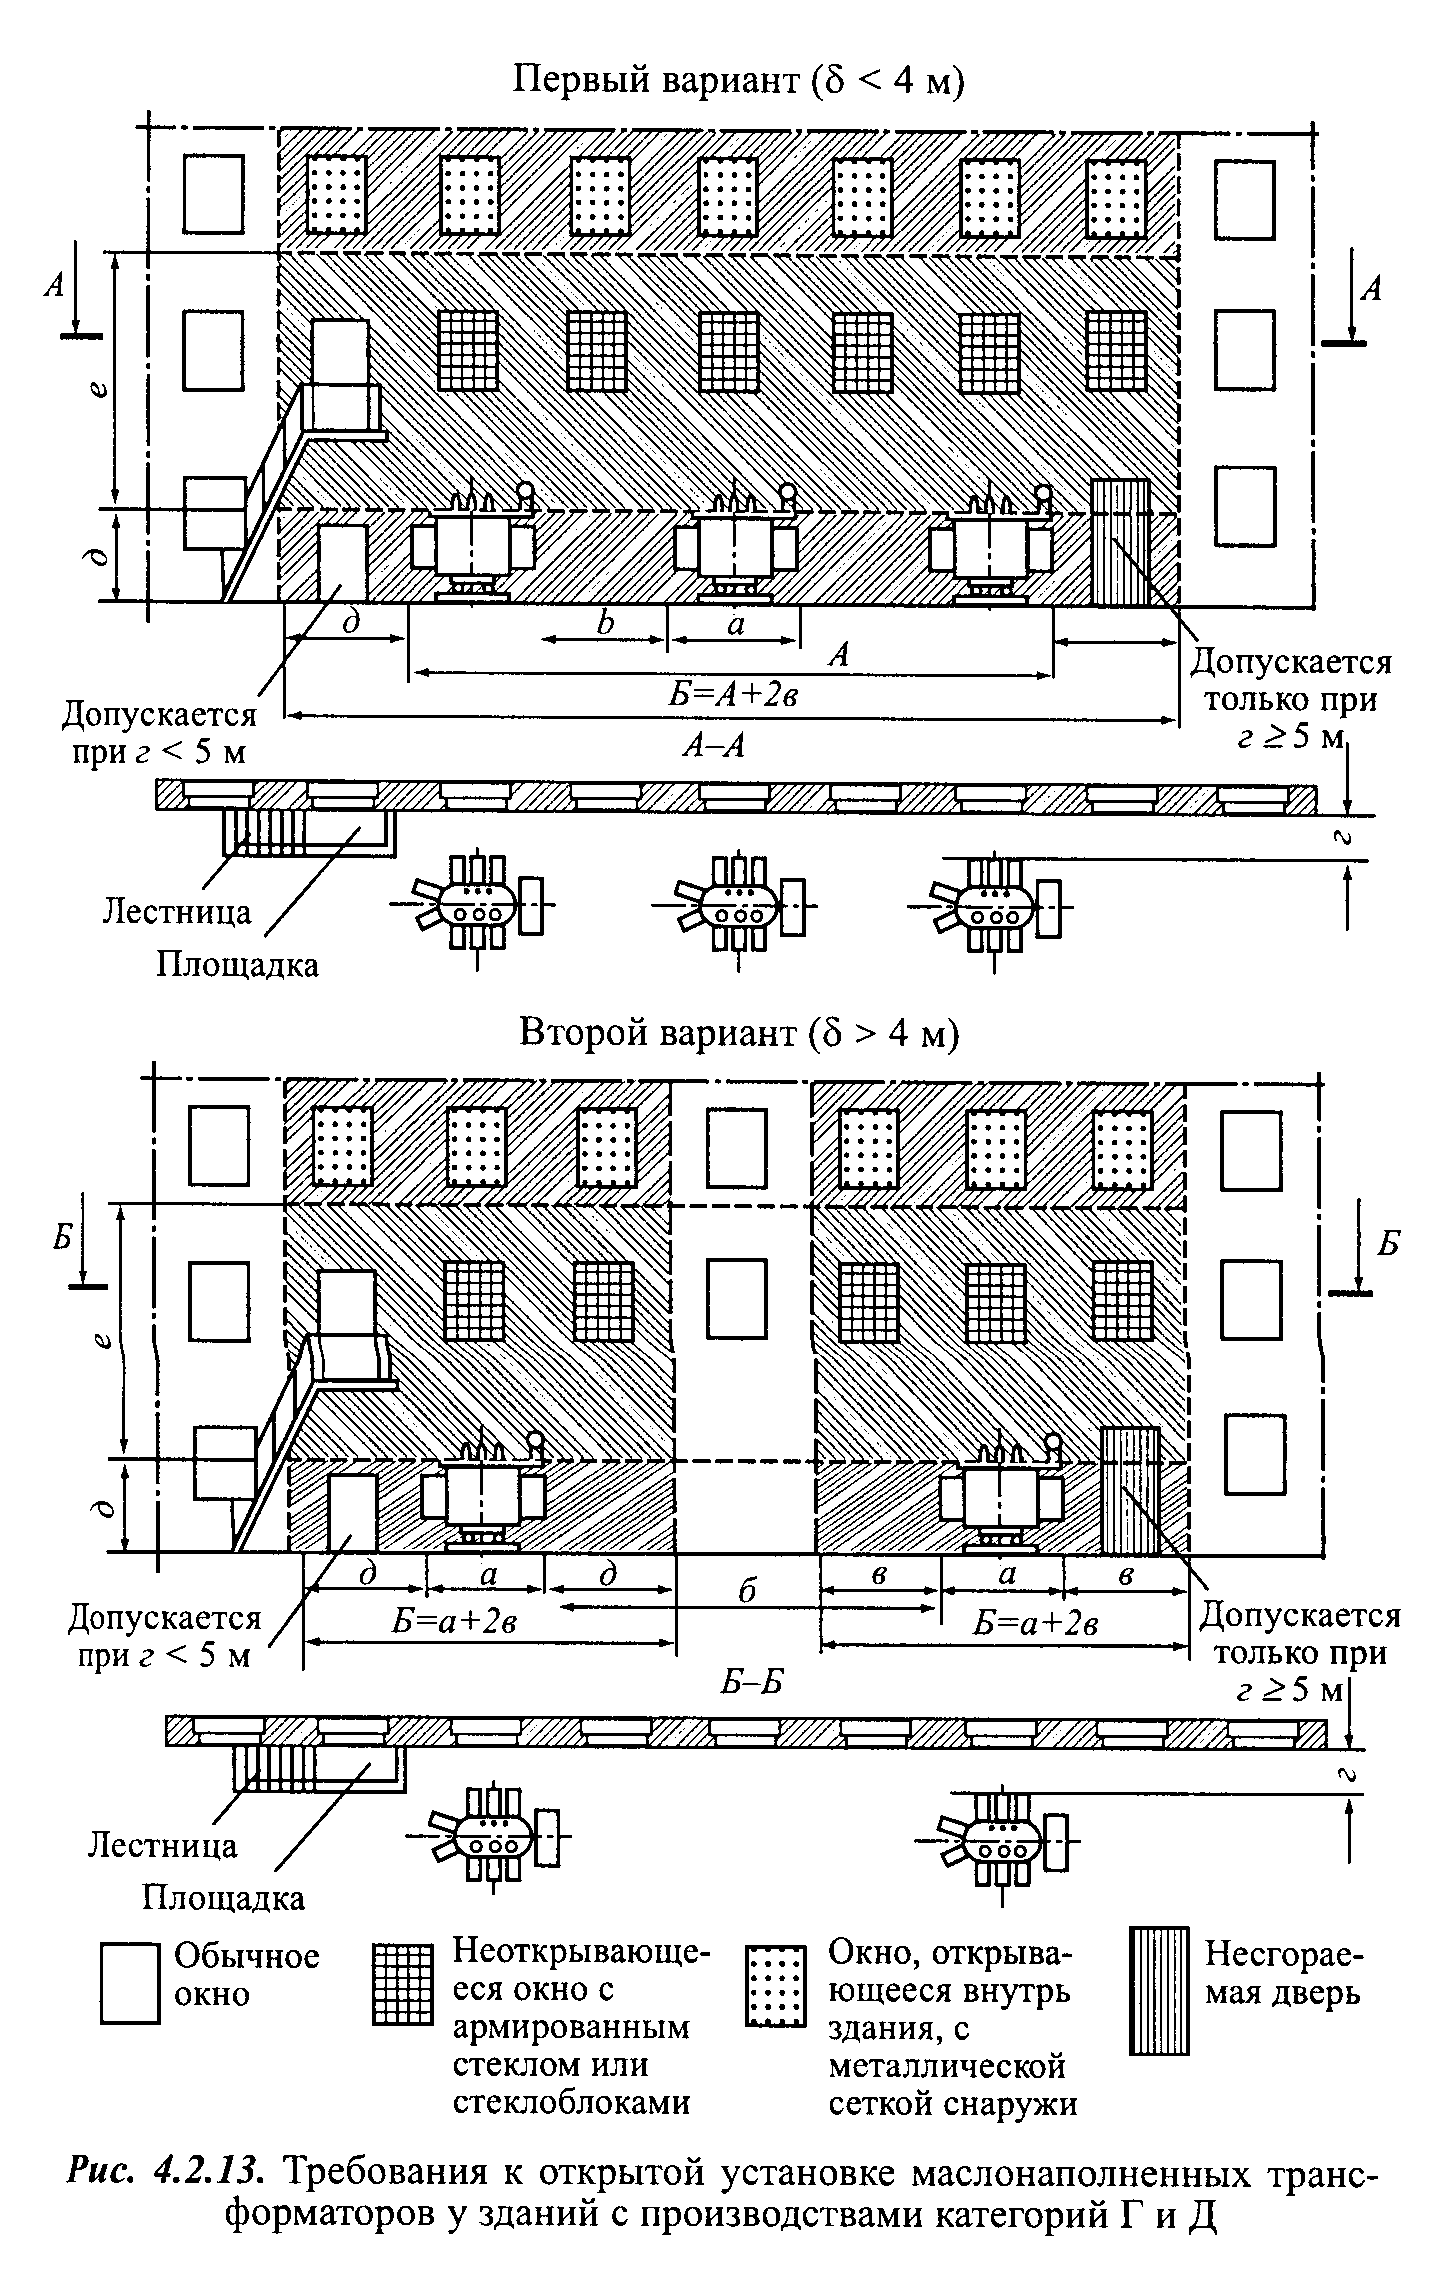 Первый вариант (δ < 4 м)
А
А
е
д
д
b
а
А
Б=А+2в
Допускается
при г < 5 м
Допускается
только при
г ≥ 5 м
А–А
г
Лестница
Площадка
Второй вариант (δ > 4 м)
Б
Б
е
д
д
а
д
б
в
а
в
Б=а+2в
Б=а+2в
Допускается
при г < 5 м
Допускается
только при
г ≥ 5 м
Б–Б
г
Лестница
Площадка
Обычное
окно
Неоткрывающе-
еся окно с
армированным
стеклом или
стеклоблоками
Окно, откры­ва-
ющееся внутрь
здания, с
металлической
сеткой снаружи
Несгорае-
мая дверь
Рис. 4.2.13. Требования к открытой установке маслонаполненных транс-
форматоров у зданий с производствами категорий Г и Д